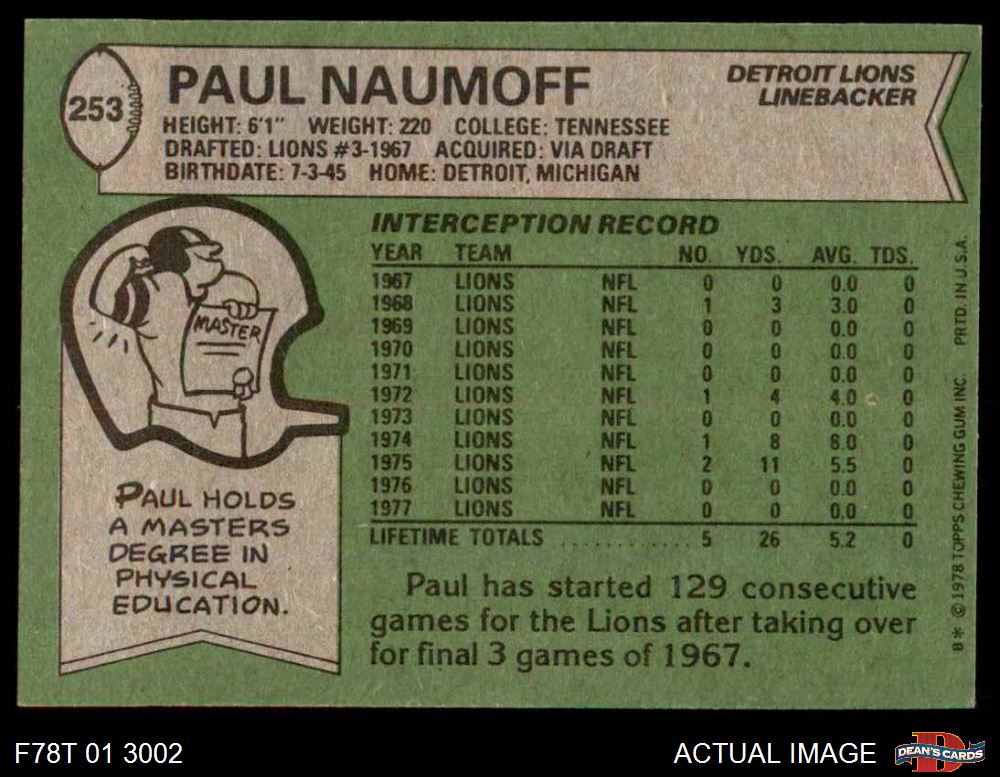 253
PAUL NAUMOFF
DETROIT LIONS
LINEBACKER
HEIGHT: 6'1" WEIGHT: 220 COLLEGE: TENNESSEE
DRAFTED: LIONS #3-1967 ACQUIRED: VIA DRAFT
BIRTHDATE: 7-3-45 HOME: DETROIT, MICHIGAN
MASTER
PAUL HOLDS
A MASTERS
DEGREE IN
PHYSICAL
EDUCATION.
INTERCEPTION RECORD
YEAR TEAM NO. YDS. AVG. TDS.
1967 LIONS NFL 0 0 0.0 0
1968 LIONS NFL 1 3 3.0 0
1969 LIONS NFL 0 0 0.0 0
1970 LIONS NFL 0 0 0.0 0
1971 LIONS NFL 0 0 0.0 0
1972 LIONS NFL 1 4 4.0 0
1973 LIONS NFL 0 0 0.0 0
1974 LIONS NFL 1 8 8.0 0
1975 LIONS NFL 2 11 5.5 0
1976 LIONS NFL 0 0 0.0 0
1977 LIONS NFL 0 0 0.0 0
LIFETIME TOTALS ............ 5 26 5.2 0
Paul has started 129 consecutive
games for the Lions after taking over
for final 3 games of 1967.
8* © 1978 TOPPS CHEWING GUM INC. PRTD. IN U.S.A.
F78T 01 3002
ACTUAL IMAGE
D
DEAN'S CARDS